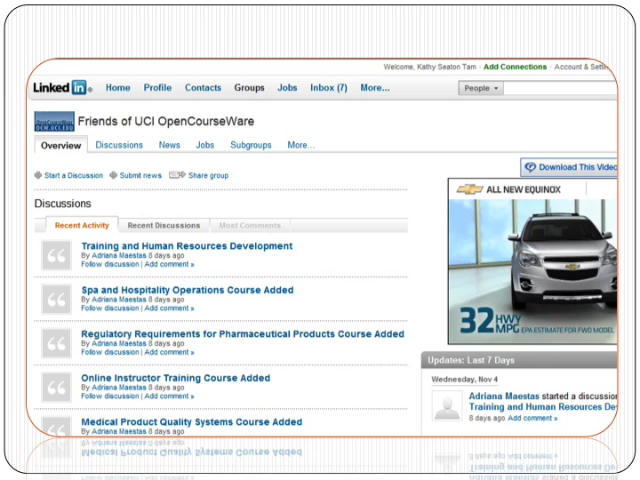 Welcome, Kathy Seaton Tam · Add Connections · Account & Setti
Linked in® Home Profile Contacts Groups Jobs Inbox (7) More... People
Friends of UCI OpenCourseWare
Overview Discussions News Jobs Subgroups More...
Download This Video
Start a Discussion Submit news Share group
ALL NEW EQUINOX
Discussions
Recent Activity Recent Discussions Most Comments
Training and Human Resources Development
By Adriana Maestas 8 days ago
Follow discussion | Add comment »
Spa and Hospitality Operations Course Added
By Adriana Maestas 8 days ago
Follow discussion | Add comment »
32 HWY MPG EPA ESTIMATE FOR FWD MODEL
Regulatory Requirements for Pharmaceutical Products Course Added
By Adriana Maestas 8 days ago
Follow discussion | Add comment »
Updates: Last 7 Days
Online Instructor Training Course Added
By Adriana Maestas 8 days ago
Follow discussion | Add comment »
Wednesday, Nov 4
Adriana Maestas started a discussion
Training and Human Resources De
8 days ago Add comment »
Medical Product Quality Systems Course Added
By Adriana Maestas 8 days ago